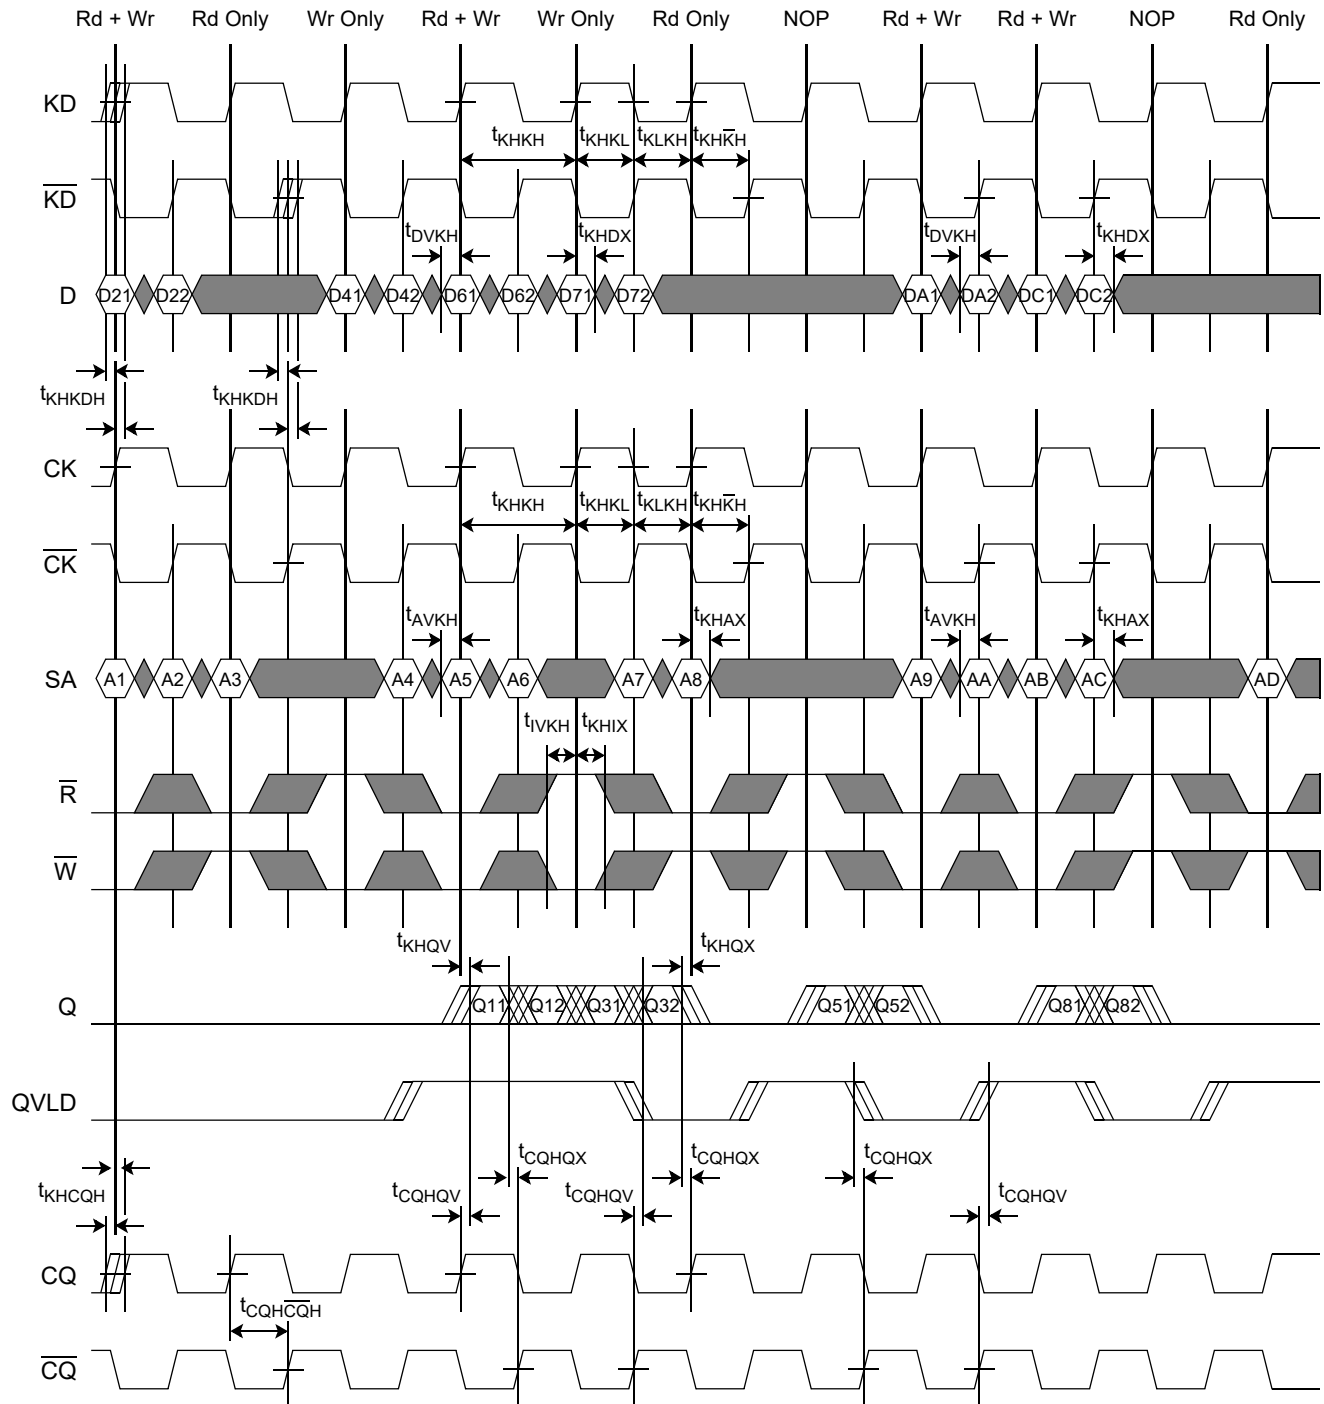 Rd + Wr Rd Only Wr Only Rd + Wr Wr Only Rd Only NOP Rd + Wr Rd + Wr NOP Rd Only
KD
tKHKH tKHKL tKLKH tKHK̅H
K̅D̅
tDVKH tKHDX tDVKH tKHDX
D D21 D22 D41 D42 D61 D62 D71 D72 DA1 DA2 DC1 DC2
tKHKDH tKHKDH
CK
tKHKH tKHKL tKLKH tKHK̅H
C̅K̅
tAVKH tKHAX tAVKH tKHAX
SA A1 A2 A3 A4 A5 A6 A7 A8 A9 AA AB AC AD
tIVKH tKHIX
R̅
W̅
tKHQV tKHQX
Q Q11 Q12 Q31 Q32 Q51 Q52 Q81 Q82
QVLD
tCQHQX tCQHQX tCQHQX
tKHCQH tCQHQV tCQHQV tCQHQV
CQ
tCQHC̅Q̅H
C̅Q̅